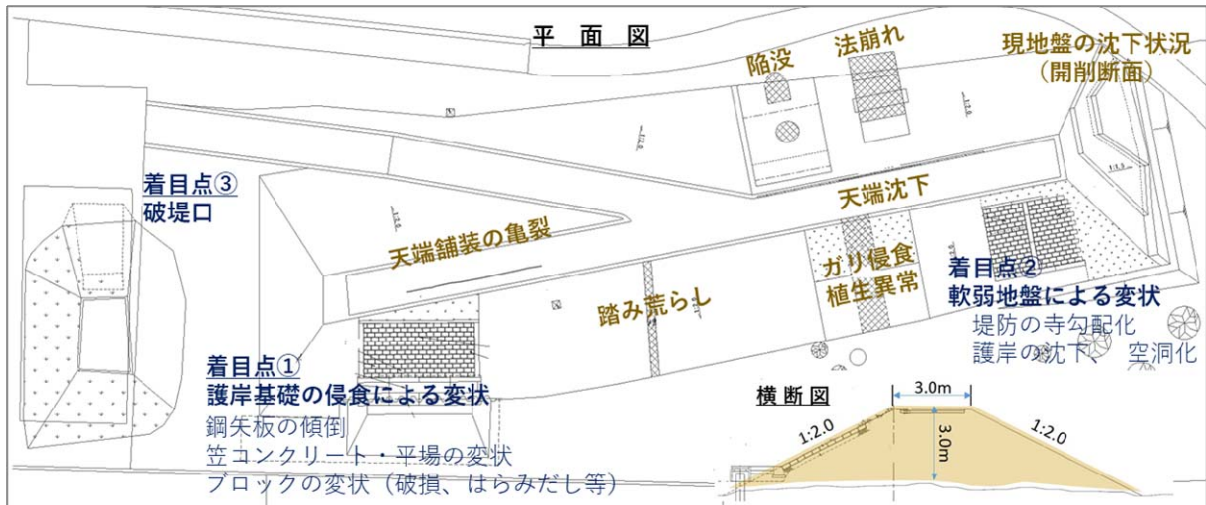 平 面 図
陥没
法崩れ
現地盤の沈下状況
(開削断面)
着目点③
破堤口
天端舗装の亀裂
天端沈下
踏み荒らし
ガリ侵食
植生異常
着目点②
軟弱地盤による変状
堤防の寺勾配化
護岸の沈下、 空洞化
着目点①
護岸基礎の侵食による変状
鋼矢板の傾倒
笠コンクリート・平場の変状
ブロックの変状（破損、はらみだし等）
横 断 図
3.0m
1:2.0
3.0m
1:2.0